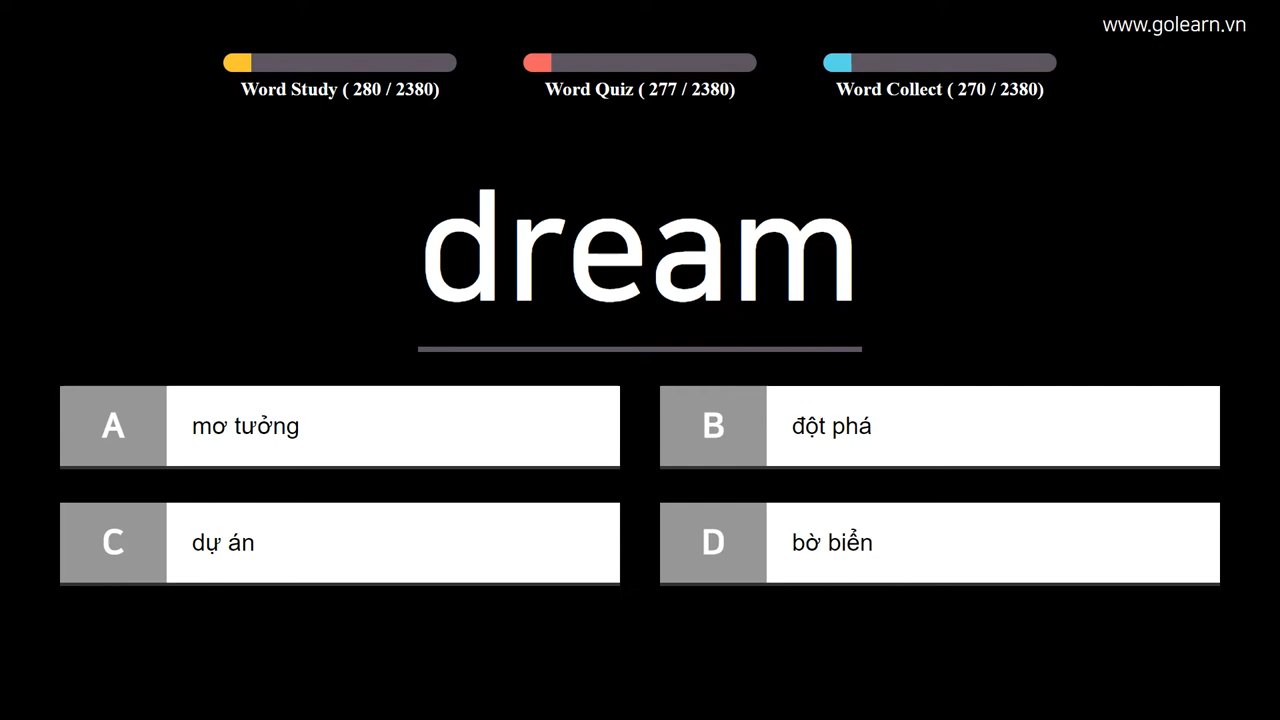 www.golearn.vn
Word Study ( 280 / 2380)
Word Quiz ( 277 / 2380)
Word Collect ( 270 / 2380)
dream
A mơ tưởng
B đột phá
C dự án
D bờ biển